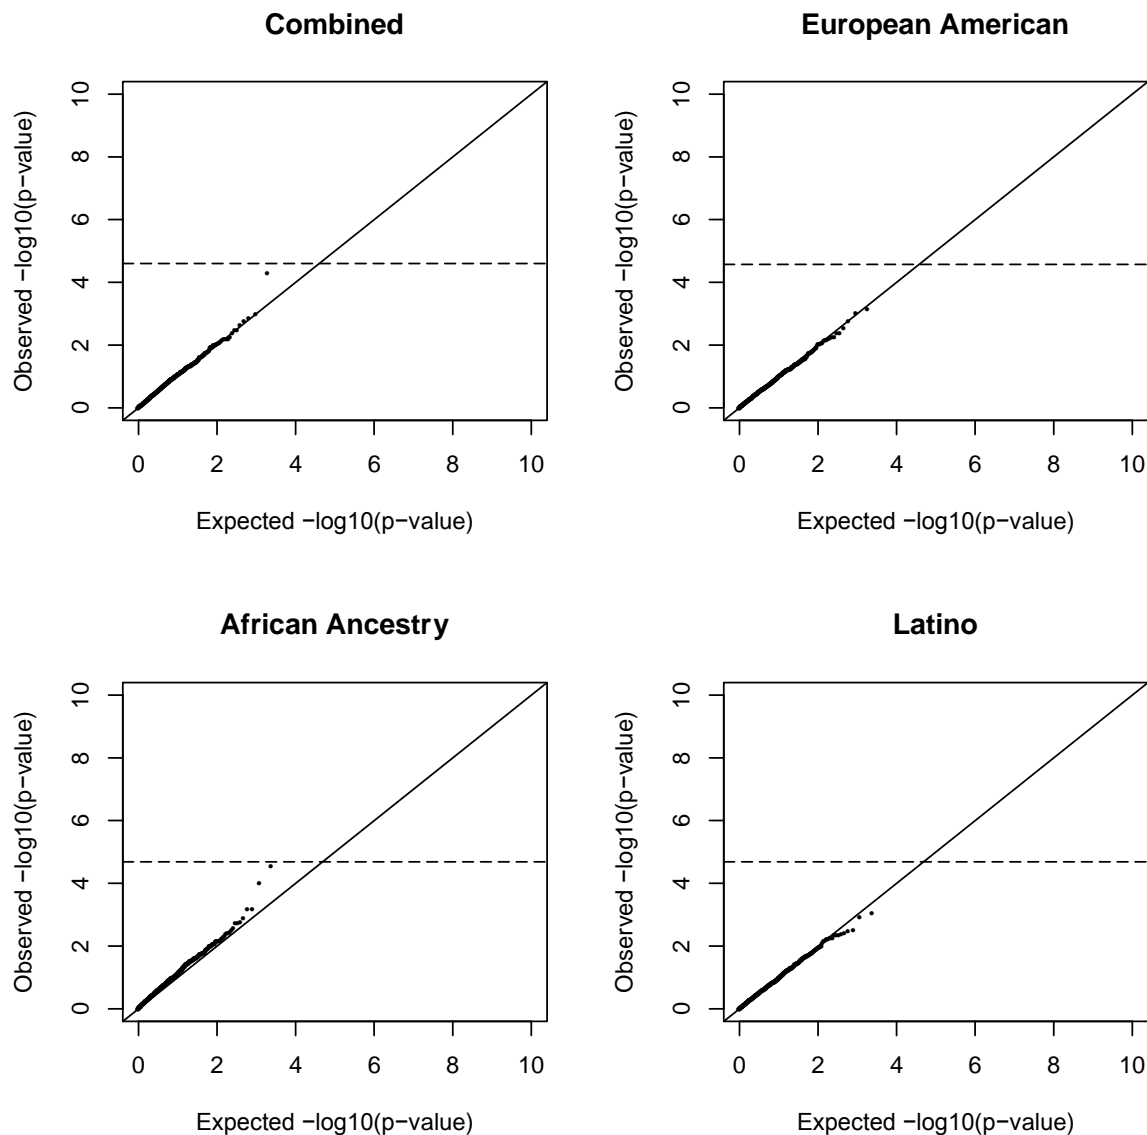 Combined
Observed −log10(p−value)
0 2 4 6 8 10
0 2 4 6 8 10
Expected −log10(p−value)
European American
Observed −log10(p−value)
0 2 4 6 8 10
0 2 4 6 8 10
Expected −log10(p−value)
African Ancestry
Observed −log10(p−value)
0 2 4 6 8 10
0 2 4 6 8 10
Expected −log10(p−value)
Latino
Observed −log10(p−value)
0 2 4 6 8 10
0 2 4 6 8 10
Expected −log10(p−value)